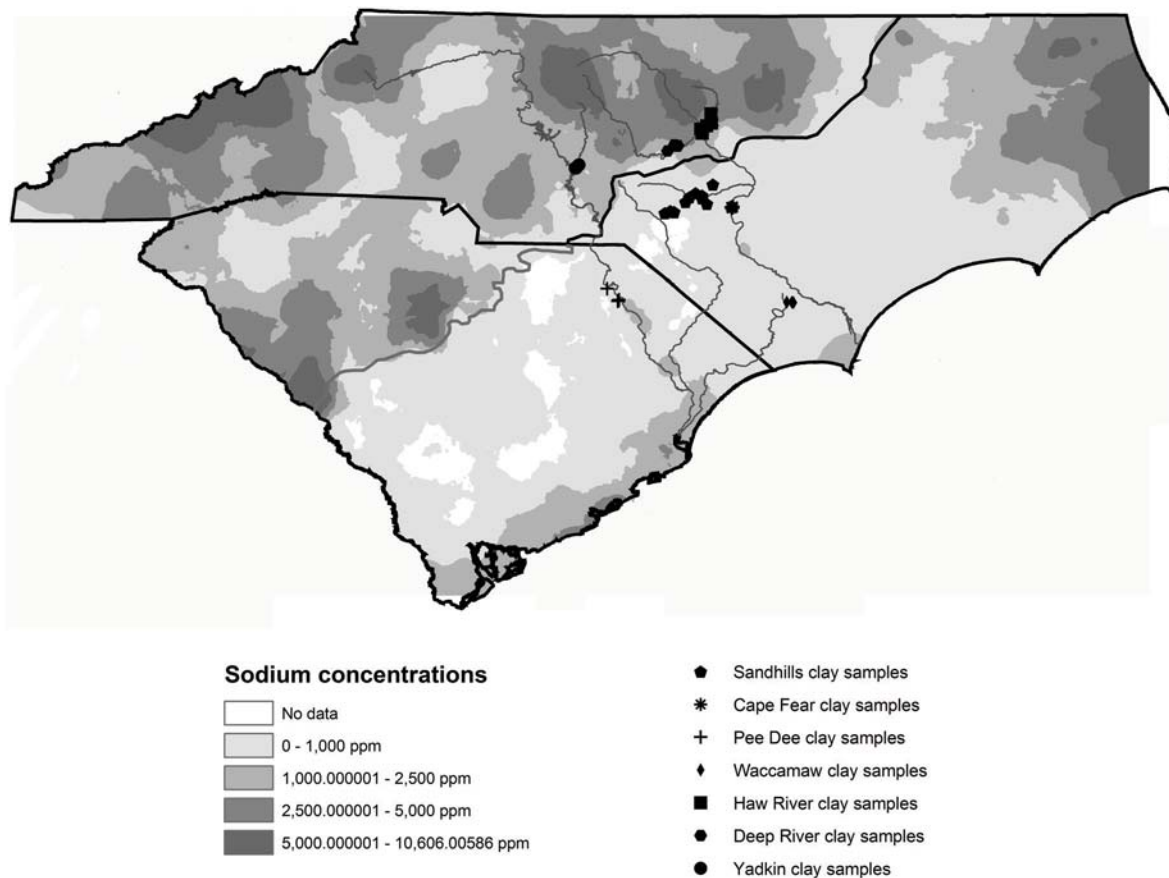 Sodium concentrations
No data
0 - 1,000 ppm
1,000.000001 - 2,500 ppm
2,500.000001 - 5,000 ppm
5,000.000001 - 10,606.00586 ppm
Sandhills clay samples
Cape Fear clay samples
Pee Dee clay samples
Waccamaw clay samples
Haw River clay samples
Deep River clay samples
Yadkin clay samples